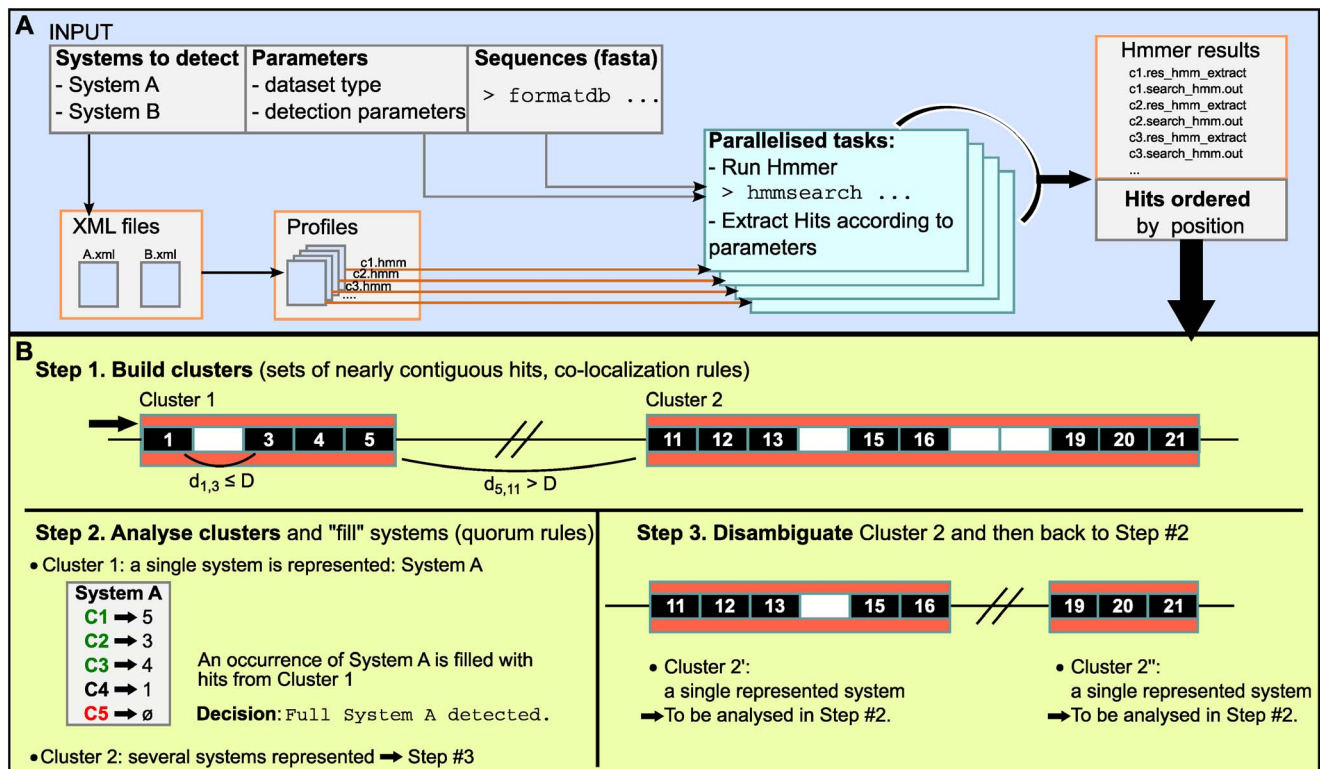 A
INPUT
Systems to detect
- System A
- System B
Parameters
- dataset type
- detection parameters
Sequences (fasta)
> formatdb ...
XML files
A.xml B.xml
Profiles
c1.hmm
c2.hmm
c3.hmm
....
Parallelised tasks:
- Run Hmmer
> hmmsearch ...
- Extract Hits according to
parameters
Hmmer results
c1.res_hmm_extract
c1.search_hmm.out
c2.res_hmm_extract
c2.search_hmm.out
c3.res_hmm_extract
c3.search_hmm.out
...
Hits ordered
by position
B
Step 1. Build clusters (sets of nearly contiguous hits, co-localization rules)
Cluster 1
1 3 4 5
d1,3 ≤ D
d5,11 > D
Cluster 2
11 12 13 15 16 19 20 21
Step 2. Analyse clusters and "fill" systems (quorum rules)
• Cluster 1: a single system is represented: System A
System A
C1 ➡ 5
C2 ➡ 3
C3 ➡ 4
C4 ➡ 1
C5 ➡ ø
An occurrence of System A is filled with
hits from Cluster 1
Decision: Full System A detected.
• Cluster 2: several systems represented ➡ Step #3
Step 3. Disambiguate Cluster 2 and then back to Step #2
11 12 13 15 16
19 20 21
• Cluster 2':
a single represented system
➡To be analysed in Step #2.
• Cluster 2":
a single represented system
➡To be analysed in Step #2.